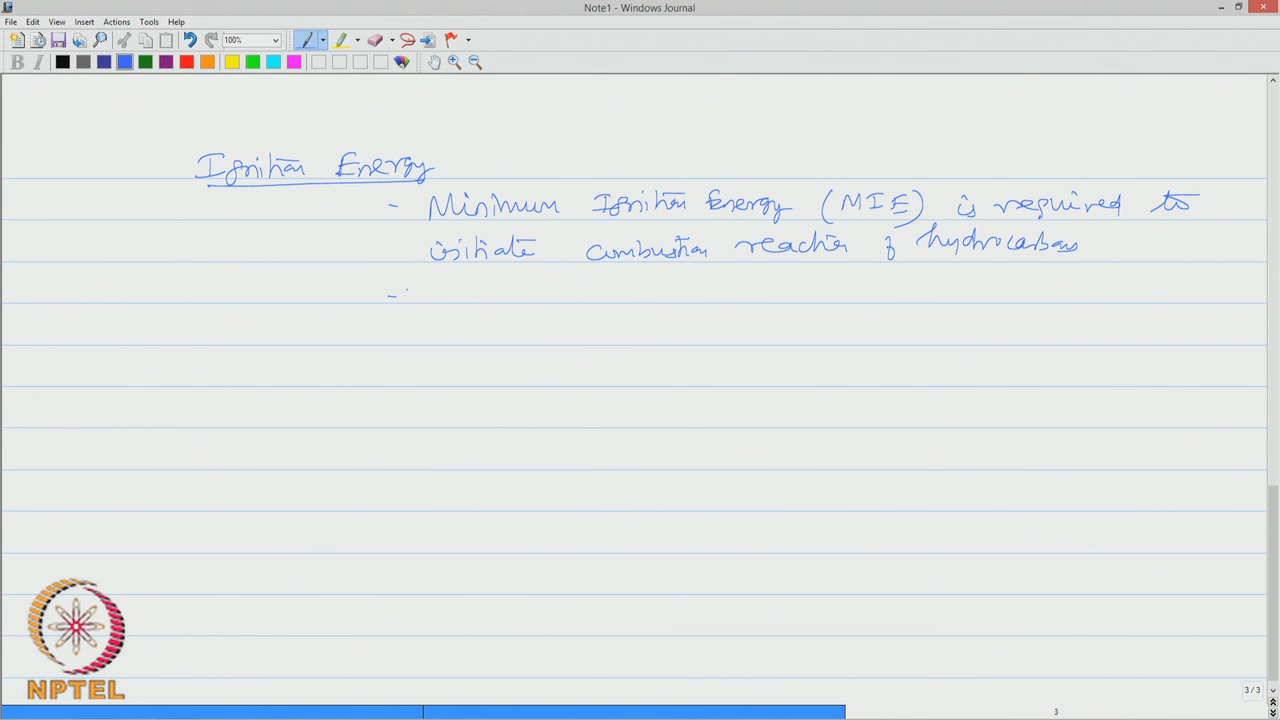 Note1 - Windows Journal
File Edit View Insert Actions Tools Help
100%
B I
Ignition Energy
- Minimum Ignition Energy (MIE) is required to
initiate combustion reaction of hydrocarbons
-
NPTEL
3/3
3